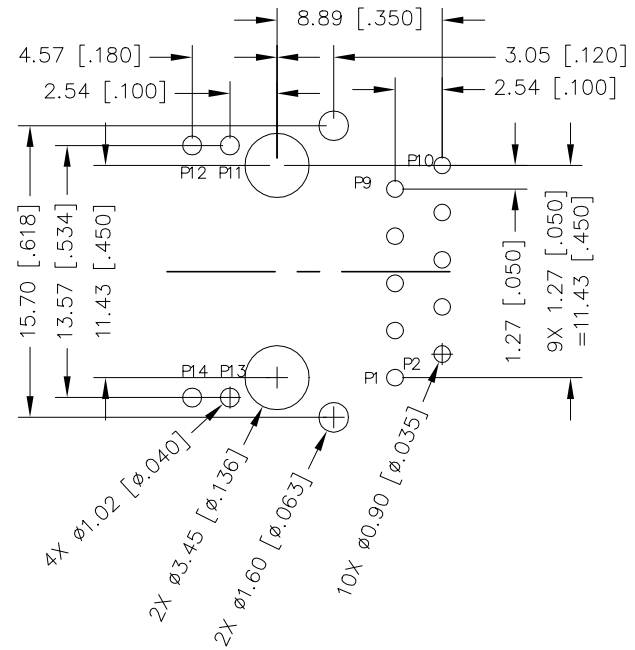 8.89 [.350]
4.57 [.180]
3.05 [.120]
2.54 [.100]
2.54 [.100]
P12 P11
P10
P9
15.70 [.618]
13.57 [.534]
11.43 [.450]
1.27 [.050]
9X 1.27 [.050]
=11.43 [.450]
P14 P13
P1
P2
4X ø1.02 [ø.040]
2X ø3.45 [ø.136]
2X ø1.60 [ø.063]
10X ø0.90 [ø.035]